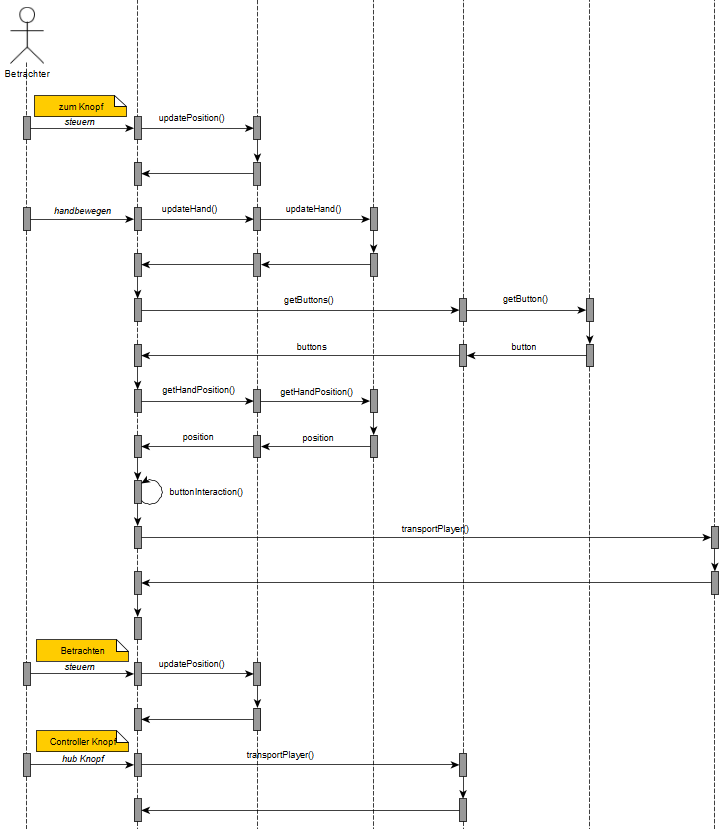 Betrachter
zum Knopf
steuern
updatePosition()
handbewegen
updateHand()
updateHand()
getButtons()
getButton()
buttons
button
getHandPosition()
getHandPosition()
position
position
buttonInteraction()
transportPlayer()
Betrachten
steuern
updatePosition()
Controller Knopf
hub Knopf
transportPlayer()